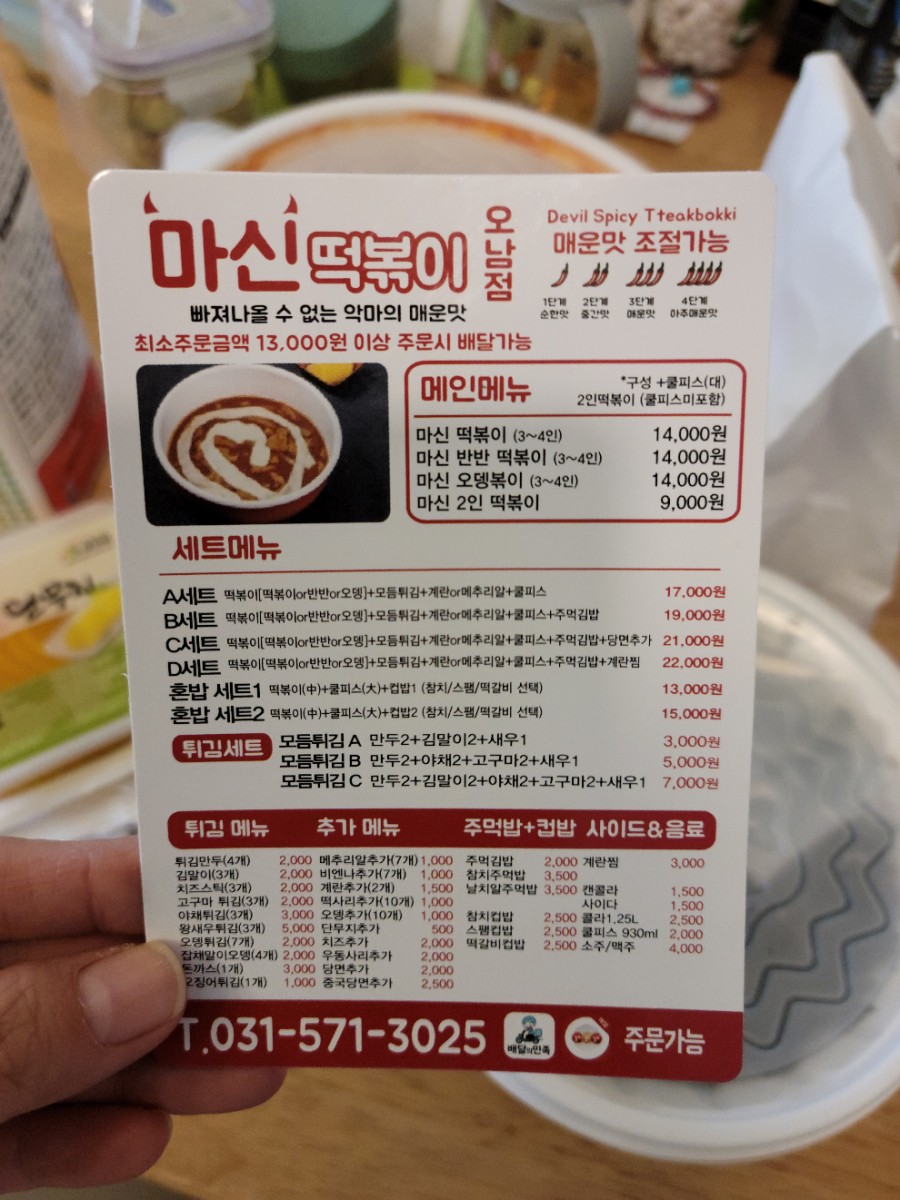 마신떡볶이 오남점
빠져나올 수 없는 악마의 매운맛
Devil Spicy Tteakbokki
매운맛 조절가능
1단계 2단계 3단계 4단계
순한맛 중간맛 매운맛 아주매운맛
최소주문금액 13,000원 이상 주문시 배달가능
메인메뉴
*구성 +쿨피스(대)
2인떡볶이 (쿨피스미포함)
마신 떡볶이 (3~4인) 14,000원
마신 반반 떡볶이 (3~4인) 14,000원
마신 오뎅볶이 (3~4인) 14,000원
마신 2인 떡볶이 9,000원
세트메뉴
A세트 떡볶이[떡볶이or반반or오뎅]+모듬튀김+계란or메추리알+쿨피스 17,000원
B세트 떡볶이[떡볶이or반반or오뎅]+모듬튀김+계란or메추리알+쿨피스+주먹김밥 19,000원
C세트 떡볶이[떡볶이or반반or오뎅]+모듬튀김+계란or메추리알+쿨피스+주먹김밥+당면추가 21,000원
D세트 떡볶이[떡볶이or반반or오뎅]+모듬튀김+계란or메추리알+쿨피스+주먹김밥+계란찜 22,000원
혼밥 세트1 떡볶이(中)+쿨피스(大)+컵밥1 (참치/스팸/떡갈비 선택) 13,000원
혼밥 세트2 떡볶이(中)+쿨피스(大)+컵밥2 (참치/스팸/떡갈비 선택) 15,000원
튀김세트
모듬튀김 A 만두2+김말이2+새우1 3,000원
모듬튀김 B 만두2+야채2+고구마2+새우1 5,000원
모듬튀김 C 만두2+김말이2+야채2+고구마2+새우1 7,000원
튀김 메뉴
튀김만두(4개) 2,000
김말이(3개) 2,000
치즈스틱(3개) 2,000
고구마 튀김(3개) 2,000
야채튀김(3개) 3,000
왕새우튀김(3개) 5,000
오뎅튀김(7개) 2,000
잡채말이오뎅(4개) 2,000
돈까스(1개) 3,000
오징어튀김(1개) 1,000
추가 메뉴
메추리알추가(7개) 1,000
비엔나추가(7개) 1,000
계란추가(2개) 1,500
떡사리추가(10개) 1,000
오뎅추가(10개) 1,000
단무지추가 500
치즈추가 2,000
우동사리추가 2,000
당면추가 2,000
중국당면추가 2,500
주먹밥+컵밥
주먹김밥 2,000
참치주먹밥 3,500
날치알주먹밥 3,500
참치컵밥 2,500
스팸컵밥 2,500
떡갈비컵밥 2,500
사이드&음료
계란찜 3,000
캔콜라 1,500
사이다 1,500
콜라1.25L 2,500
쿨피스 930ml 2,000
소주/맥주 4,000
T.031-571-3025 배달의민족 주문가능